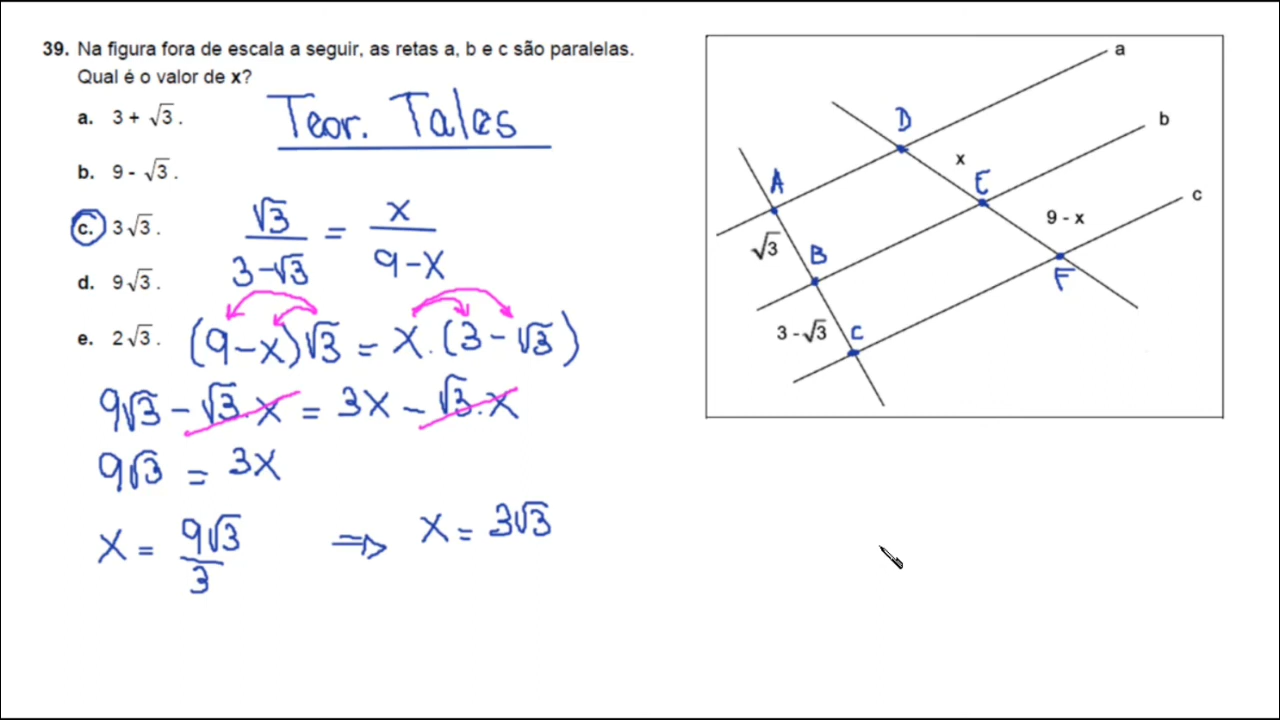 39. Na figura fora de escala a seguir, as retas a, b e c são paralelas.
Qual é o valor de x?
a. 3 + √3.
b. 9 - √3.
c. 3√3.
d. 9√3.
e. 2√3.
Teor. Tales
√3/(3-√3) = x/(9-x)
(9-x)√3 = x.(3-√3)
9√3 - √3.x = 3x - √3.x
9√3 = 3x
x = 9√3/3 ⇒ x = 3√3
a
b
c
D
x
E
9 - x
F
A
√3
B
3 - √3
C